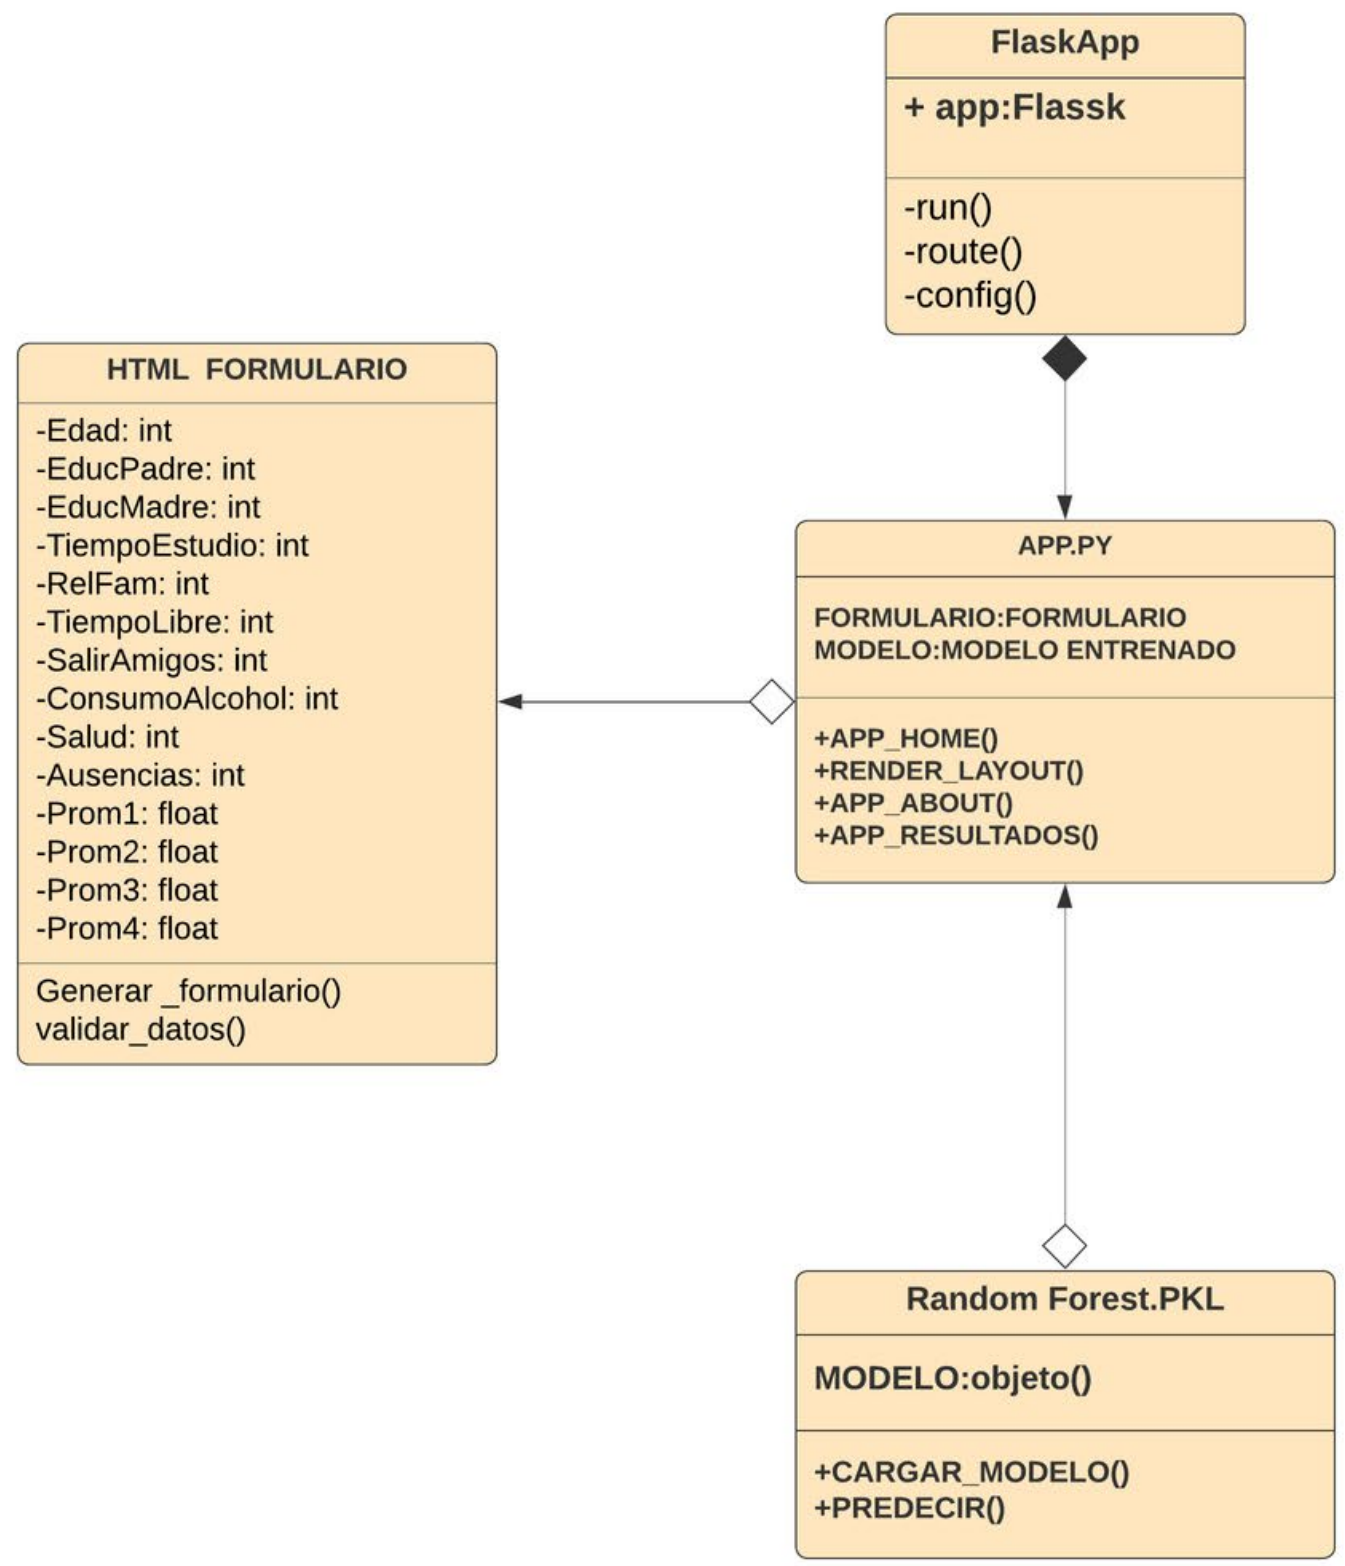 FlaskApp
+ app:Flassk
-run()
-route()
-config()
HTML FORMULARIO
-Edad: int
-EducPadre: int
-EducMadre: int
-TiempoEstudio: int
-RelFam: int
-TiempoLibre: int
-SalirAmigos: int
-ConsumoAlcohol: int
-Salud: int
-Ausencias: int
-Prom1: float
-Prom2: float
-Prom3: float
-Prom4: float
Generar _formulario()
validar_datos()
APP.PY
FORMULARIO:FORMULARIO
MODELO:MODELO ENTRENADO
+APP_HOME()
+RENDER_LAYOUT()
+APP_ABOUT()
+APP_RESULTADOS()
Random Forest.PKL
MODELO:objeto()
+CARGAR_MODELO()
+PREDECIR()